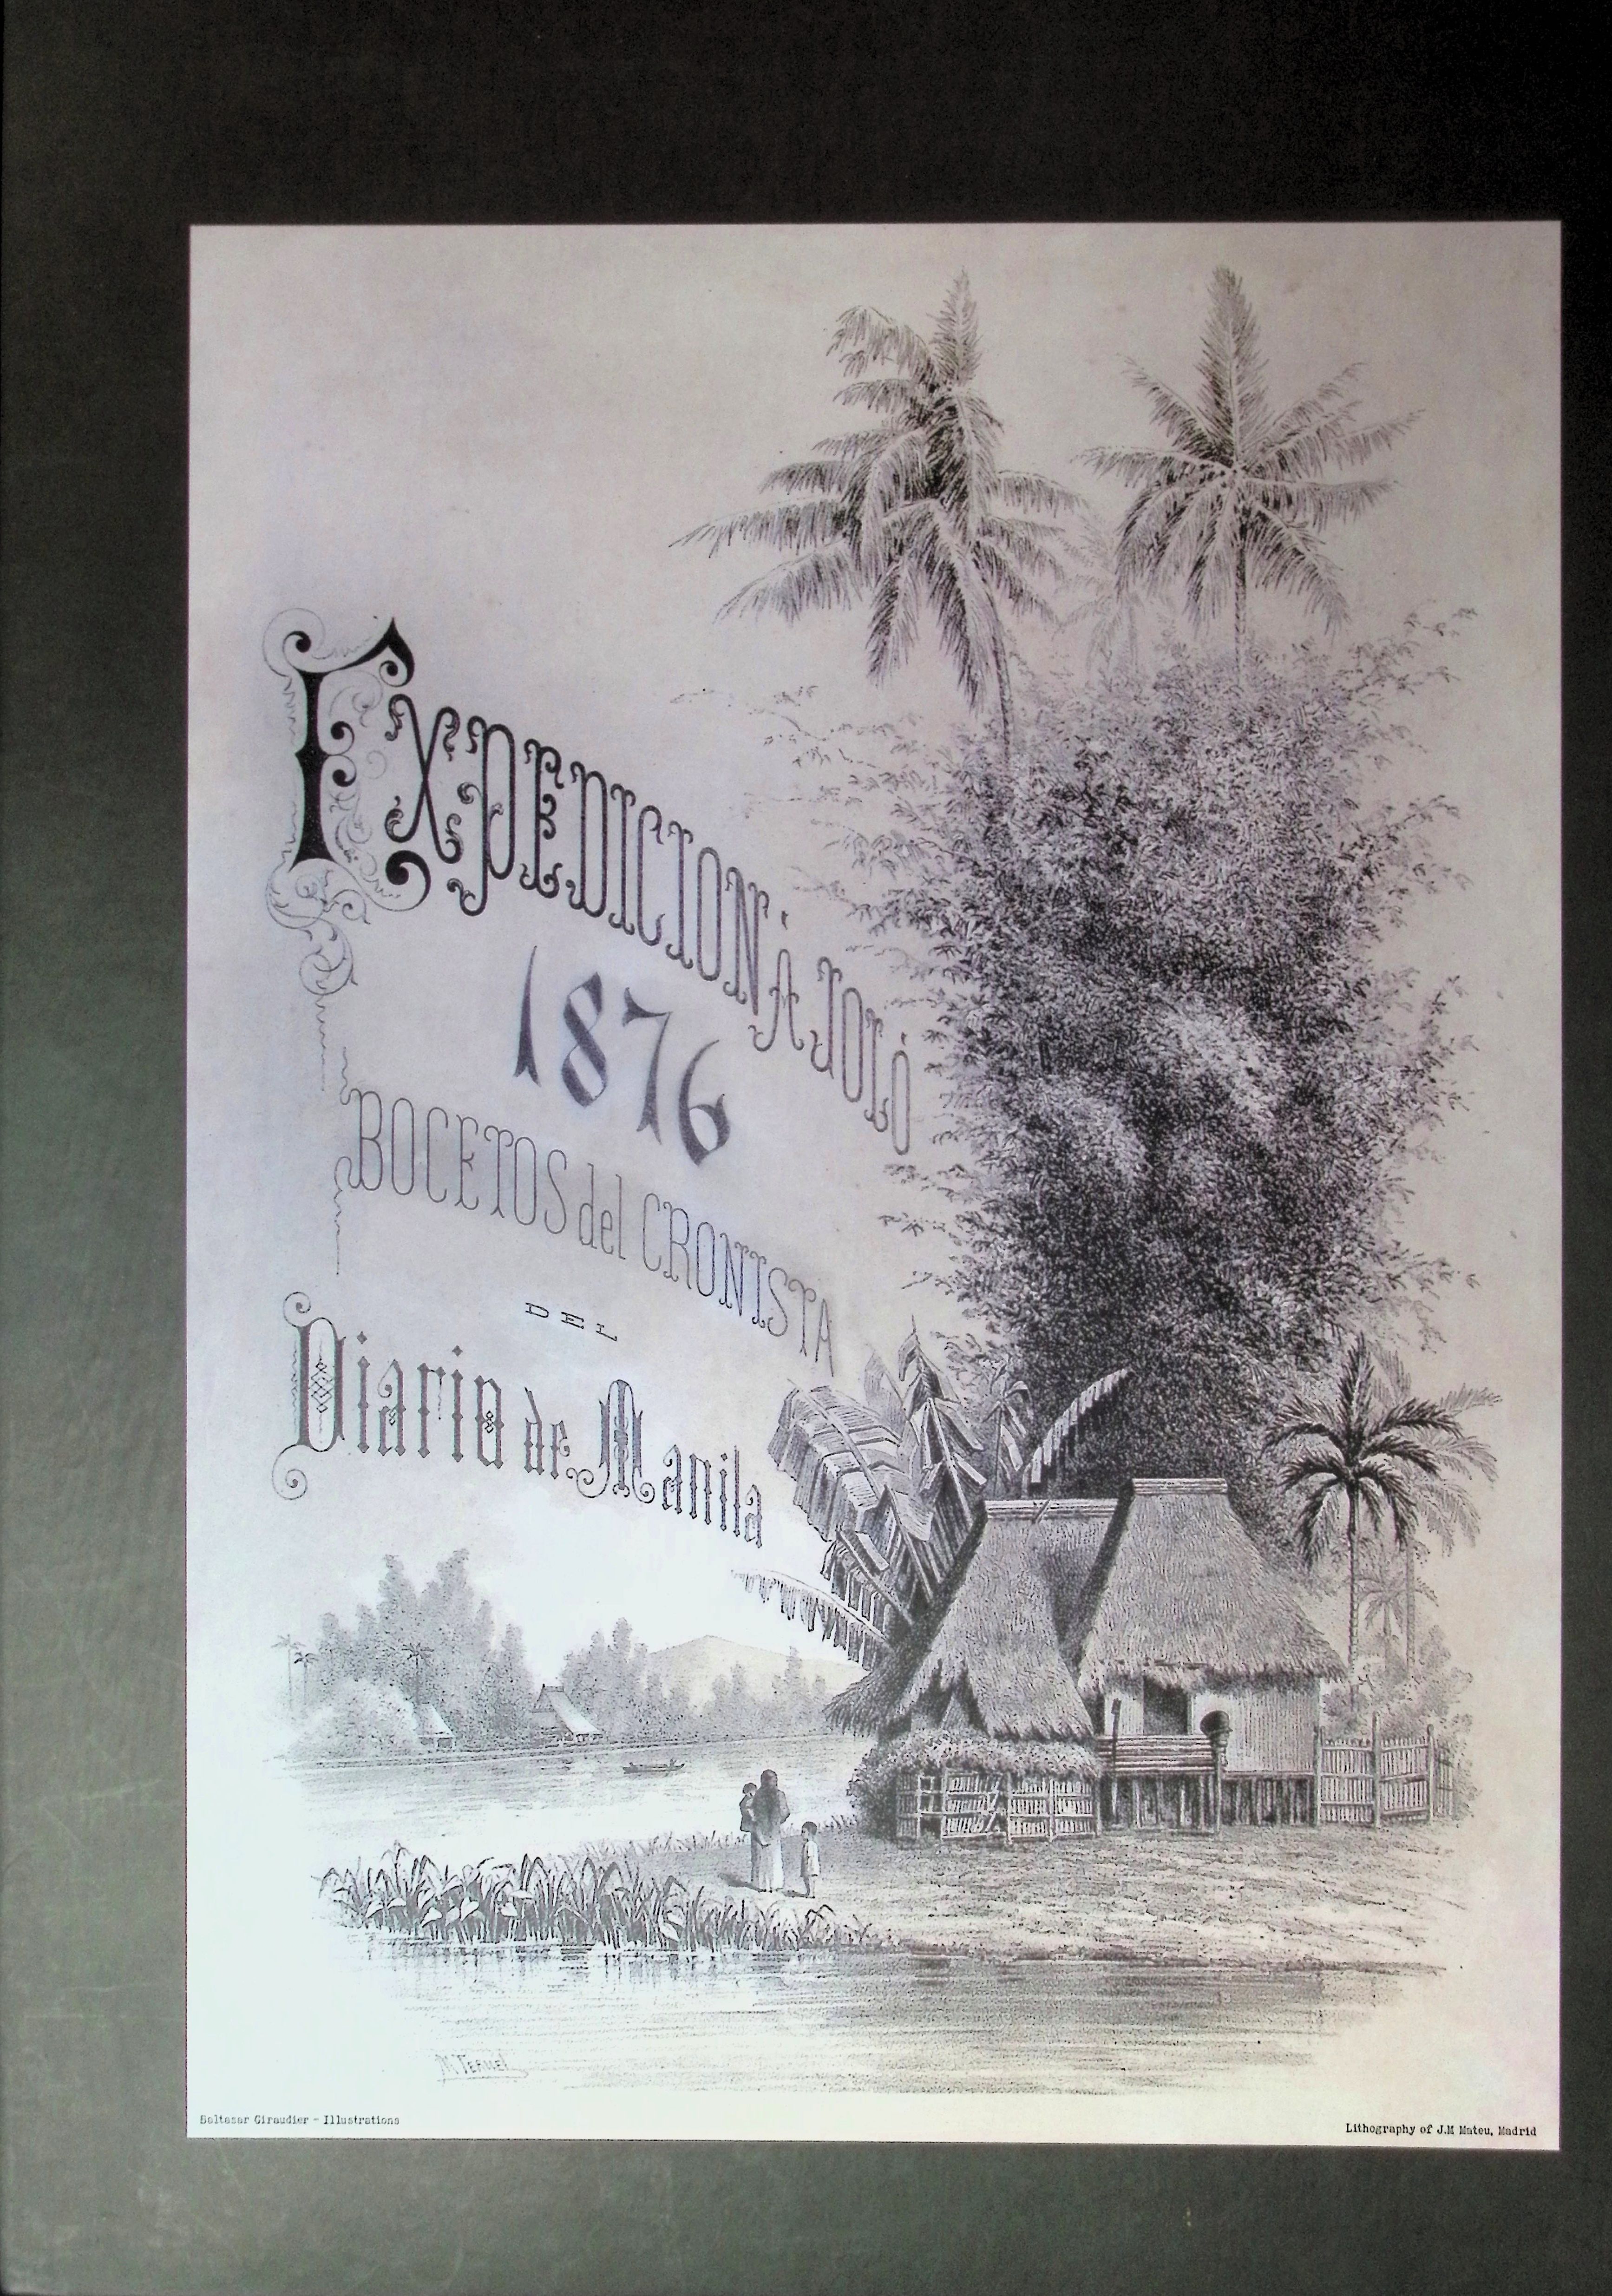 EXPEDICION Á JOLÓ
1876
BOCETOS del CRONISTA
DEL
Diario de Manila
M. TERUEL
Baltasar Giraudier - Illustrations
Lithography of J.M Mateu, Madrid